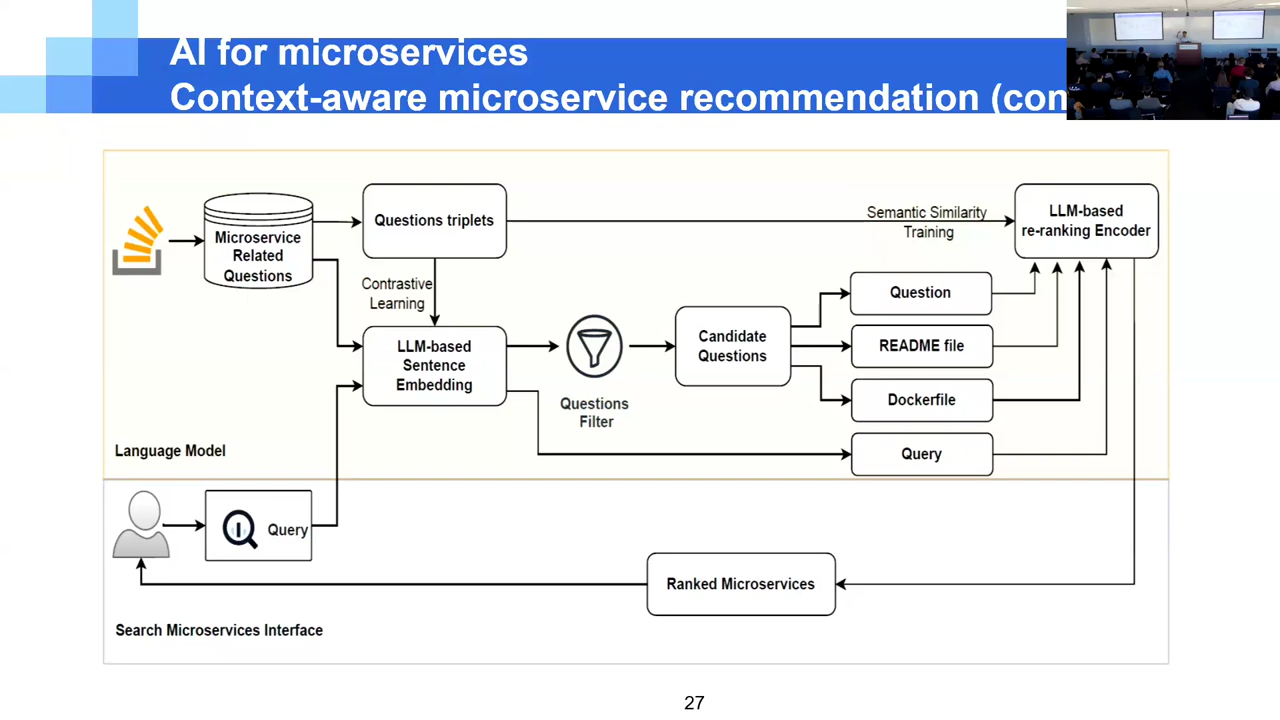 AI for microservices
Context-aware microservice recommendation (con
Microservice
Related
Questions
Questions triplets
Semantic Similarity
Training
LLM-based
re-ranking Encoder
Contrastive
Learning
LLM-based
Sentence
Embedding
Questions
Filter
Candidate
Questions
Question
README file
Dockerfile
Query
Language Model
Query
Ranked Microservices
Search Microservices Interface
27